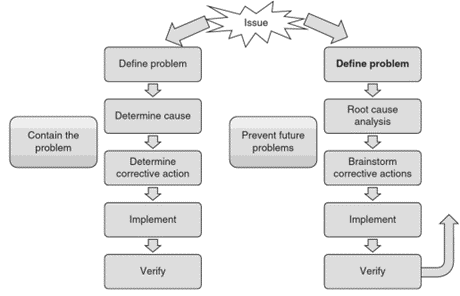 Issue
Define problem
Determine cause
Contain the
problem
Determine
corrective action
Implement
Verify
Define problem
Root cause
analysis
Prevent future
problems
Brainstorm
corrective actions
Implement
Verify